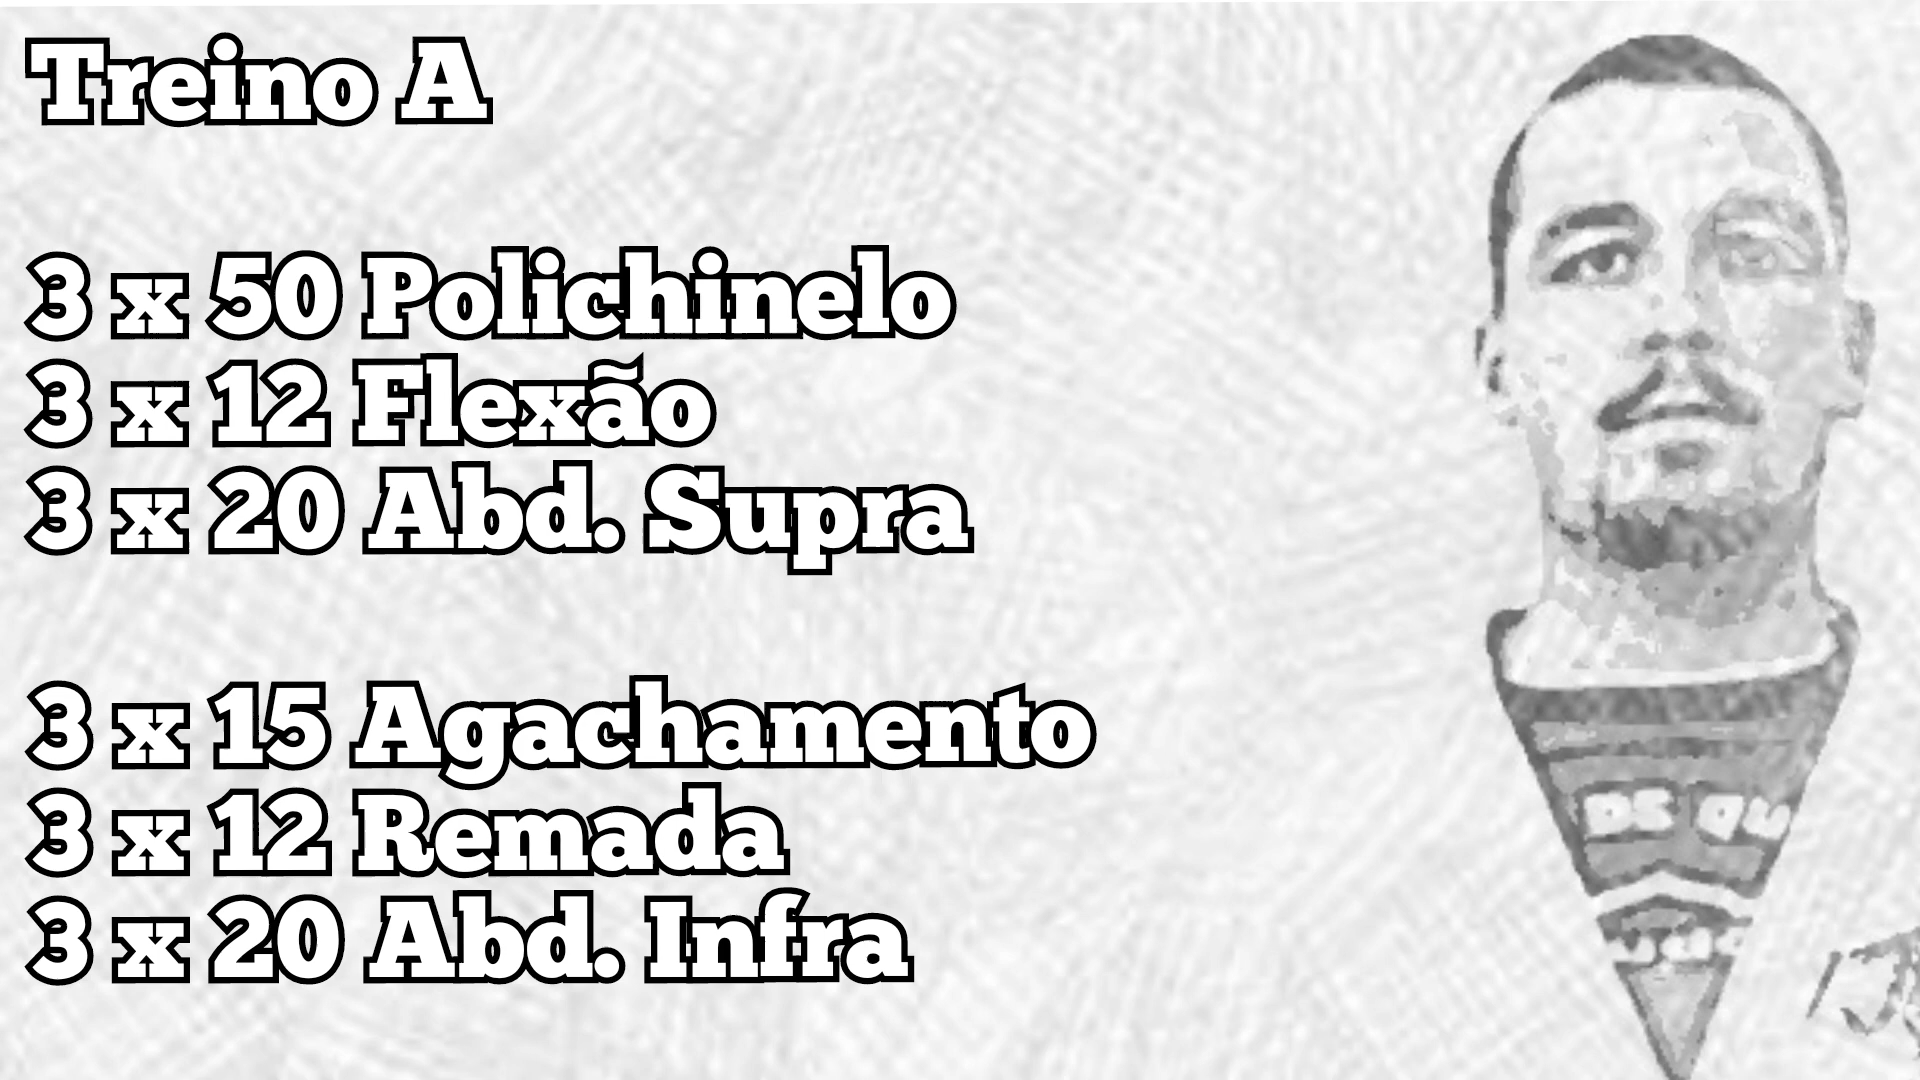 Treino A
3 x 50 Polichinelo
3 x 12 Flexão
3 x 20 Abd. Supra
3 x 15 Agachamento
3 x 12 Remada
3 x 20 Abd. Infra